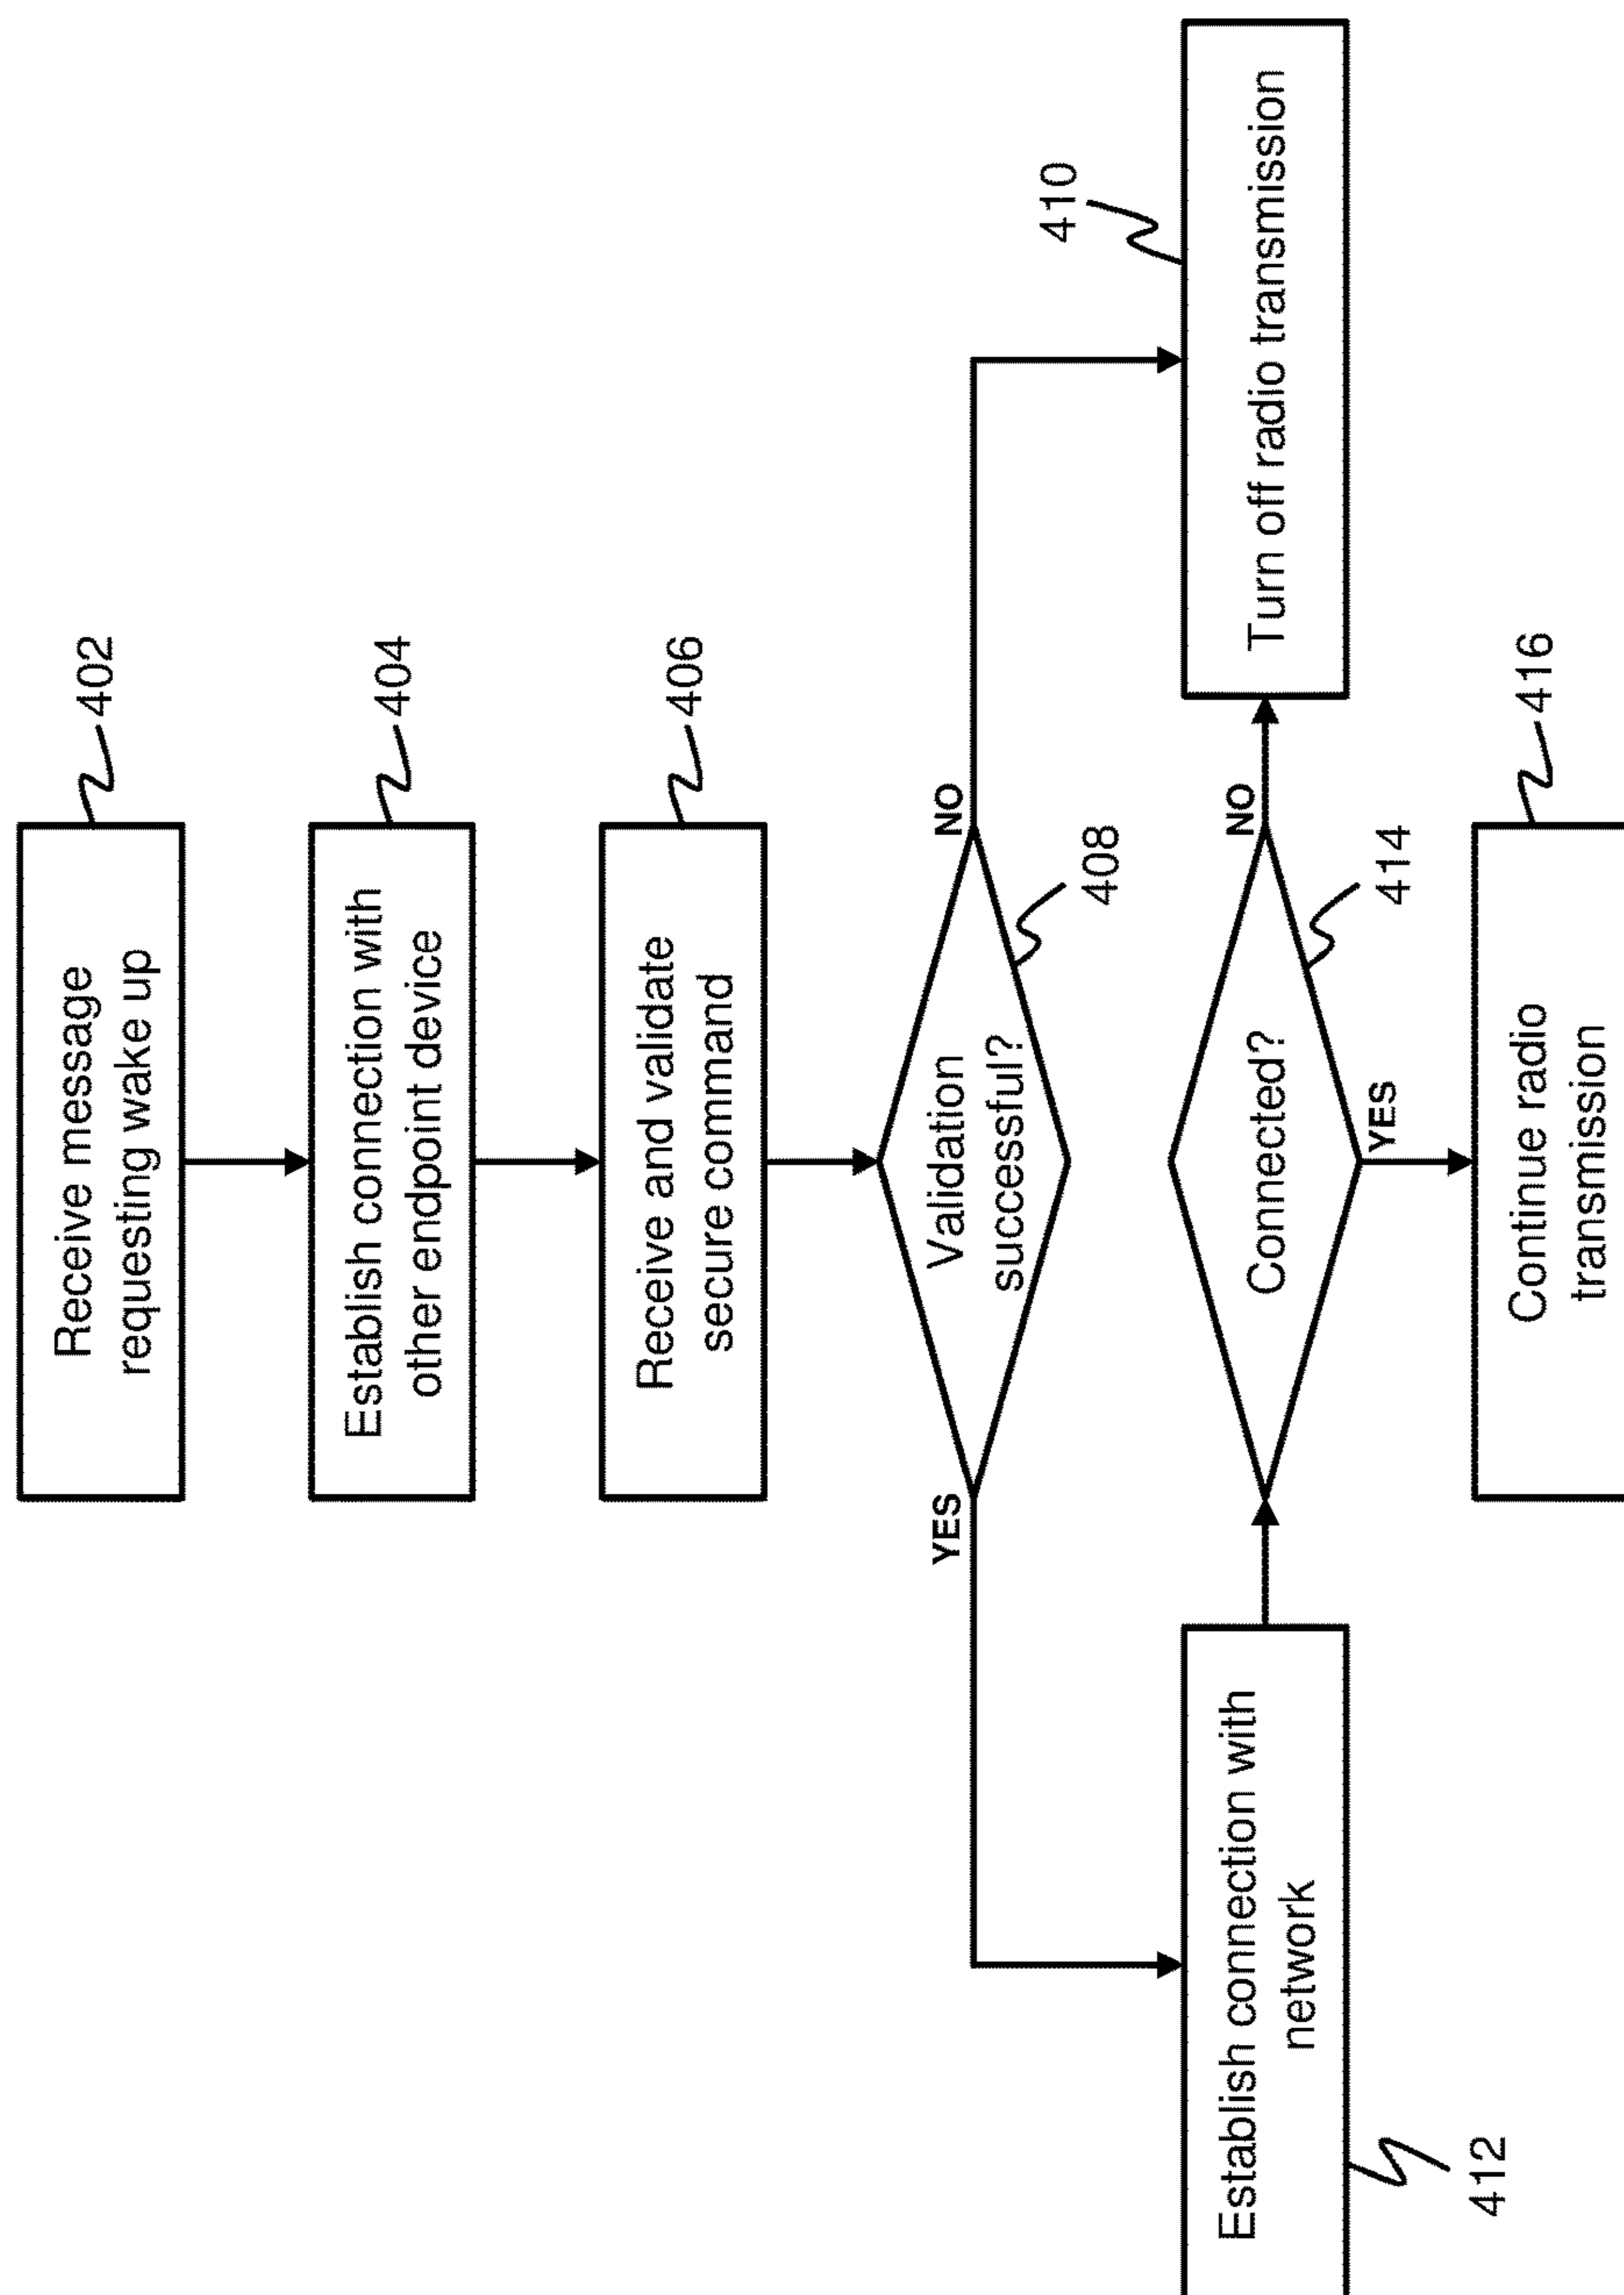 Receive message
requesting wake up
402
Establish connection with
other endpoint device
404
Receive and validate
secure command
406
Validation
successful?
408
YES
NO
Establish connection with
network
412
Connected?
414
NO
YES
Turn off radio transmission
410
Continue radio
transmission
416